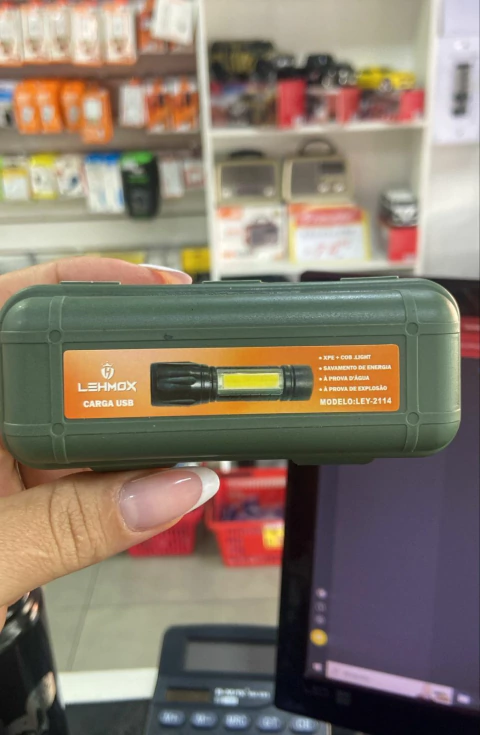 LEHMOX
CARGA USB
• XPE + COB LIGHT
• SAVAMENTO DE ENERGIA
• À PROVA D'ÁGUA
• À PROVA DE EXPLOSÃO
MODELO:LEY-2114